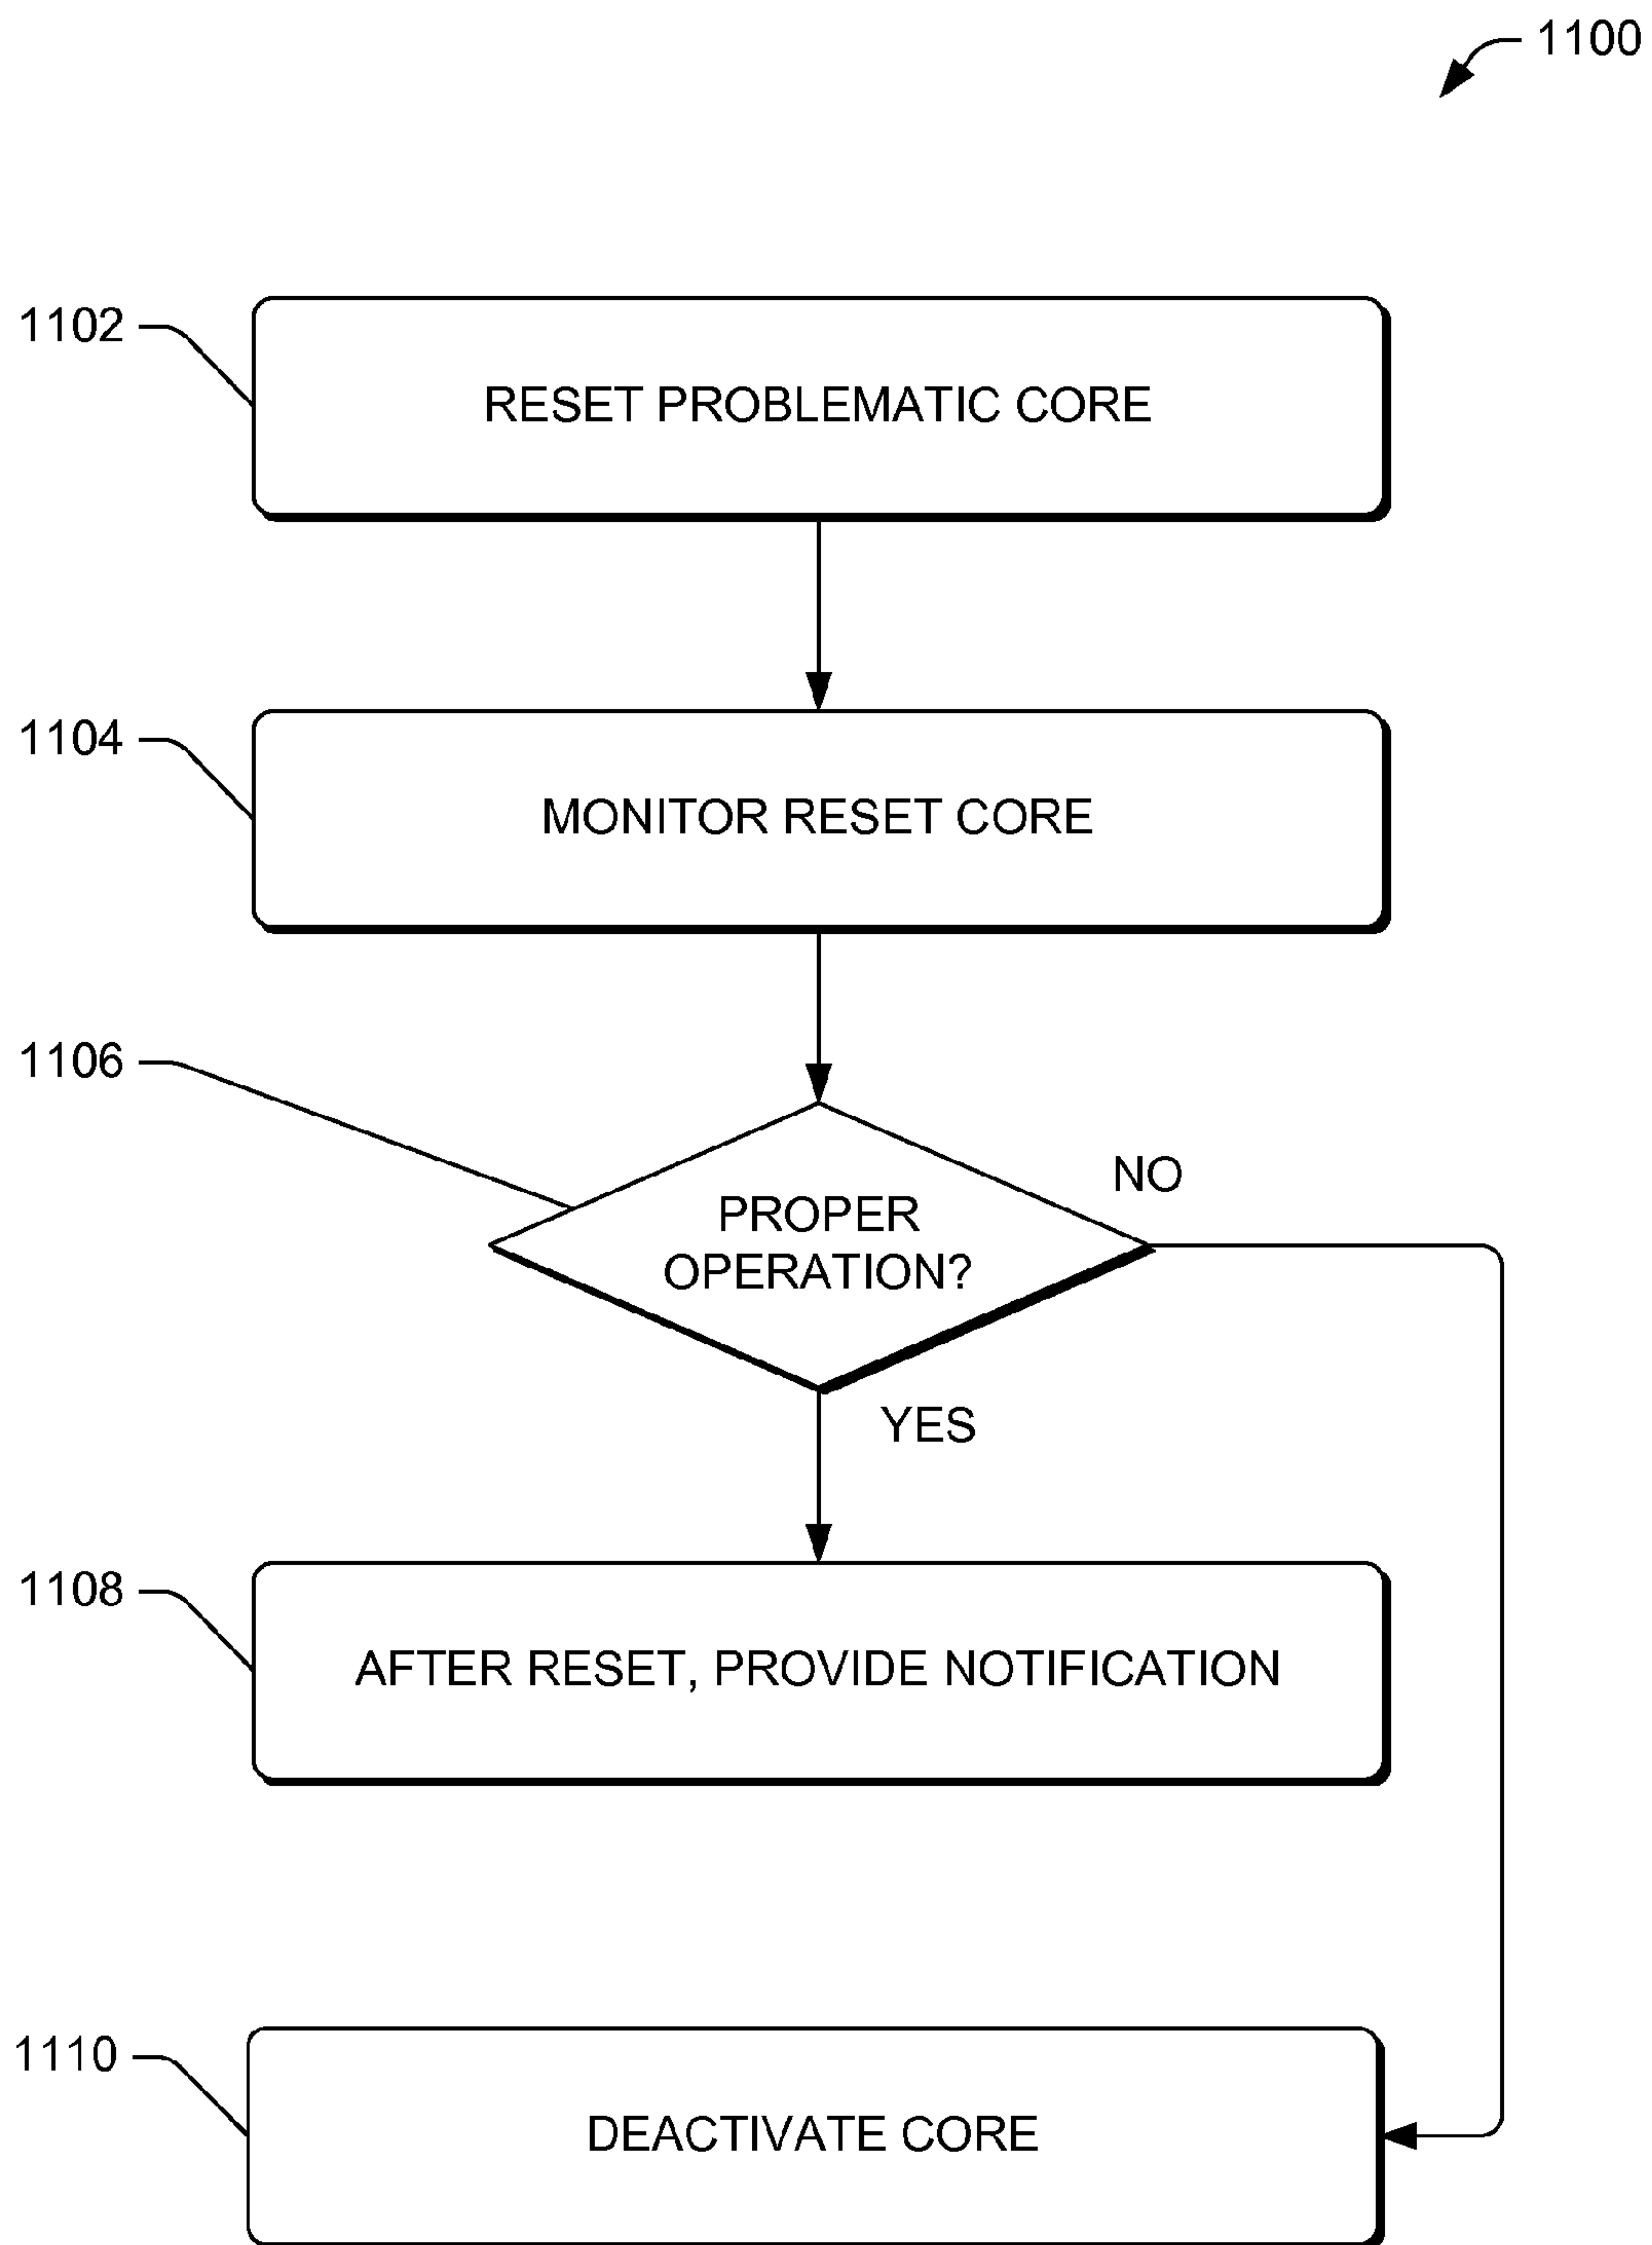 1100
1102
RESET PROBLEMATIC CORE
1104
MONITOR RESET CORE
1106
NO
PROPER
OPERATION?
YES
1108
AFTER RESET, PROVIDE NOTIFICATION
1110
DEACTIVATE CORE